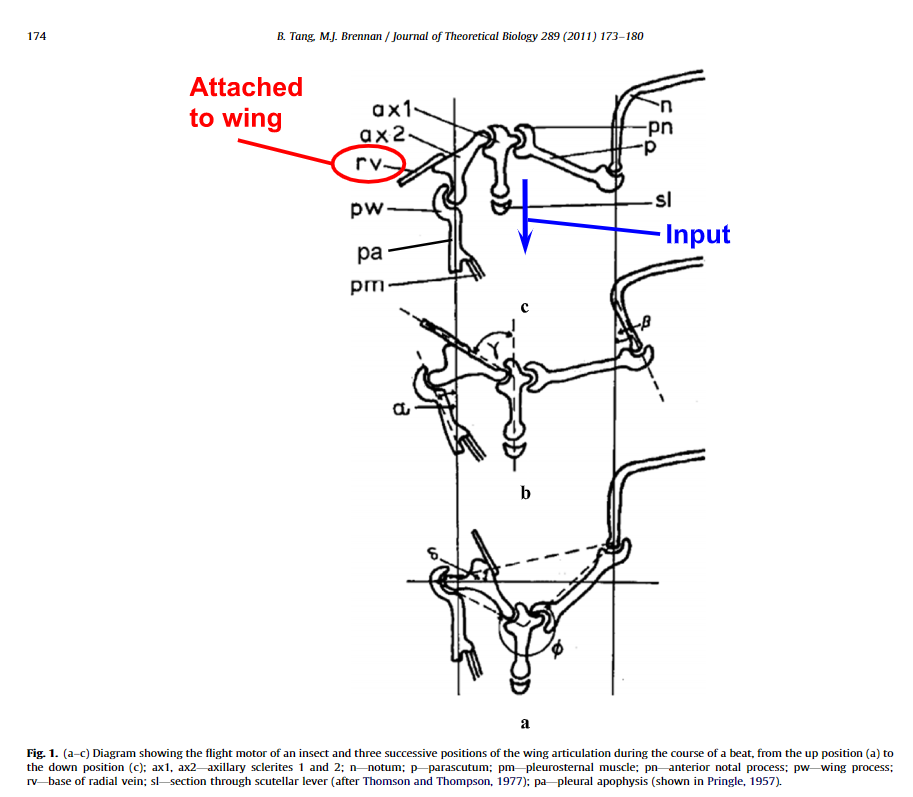 174
B. Tang, M.J. Brennan / Journal of Theoretical Biology 289 (2011) 173–180
Attached
to wing
ax1
ax2
rv
pw
pa
pm
n
pn
p
sl
Input
c
γ
β
α
b
δ
ϕ
a
Fig. 1. (a–c) Diagram showing the flight motor of an insect and three successive positions of the wing articulation during the course of a beat, from the up position (a) to
the down position (c); ax1, ax2—axillary sclerites 1 and 2; n—notum; p—parascutum; pm—pleurosternal muscle; pn—anterior notal process; pw—wing process;
rv—base of radial vein; sl—section through scutellar lever (after Thomson and Thompson, 1977); pa—pleural apophysis (shown in Pringle, 1957).